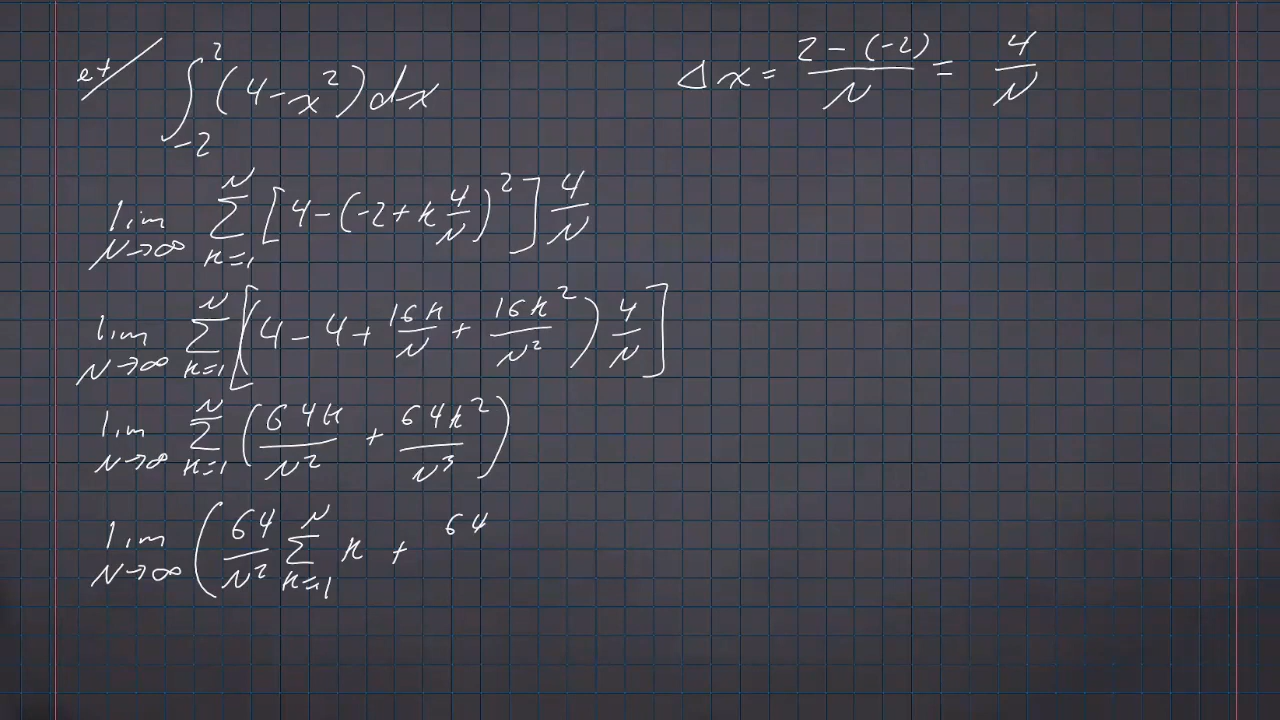 ex/ ∫_{-2}^{2} (4-x²)dx Δx = (2-(-2))/N = 4/N
lim_{N→∞} Σ_{k=1}^{N} [4-(-2+k 4/N)²] 4/N
lim_{N→∞} Σ_{k=1}^{N} [(4-4+16k/N + 16k²/N²) 4/N]
lim_{N→∞} Σ_{k=1}^{N} (64k/N² + 64k²/N³)
lim_{N→∞} (64/N² Σ_{k=1}^{N} k + 64